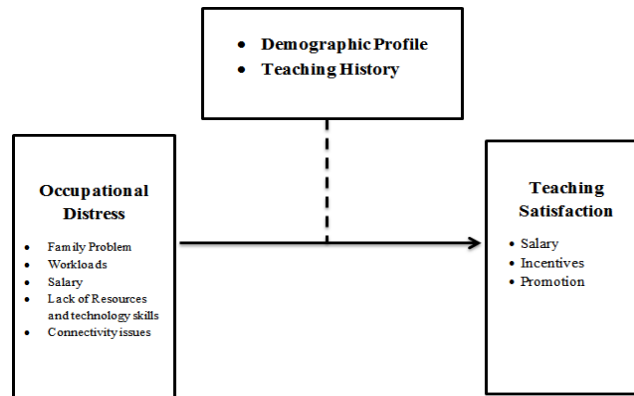 • Demographic Profile
• Teaching History
Occupational
Distress
• Family Problem
• Workloads
• Salary
• Lack of Resources
and technology skills
• Connectivity issues
Teaching
Satisfaction
• Salary
• Incentives
• Promotion